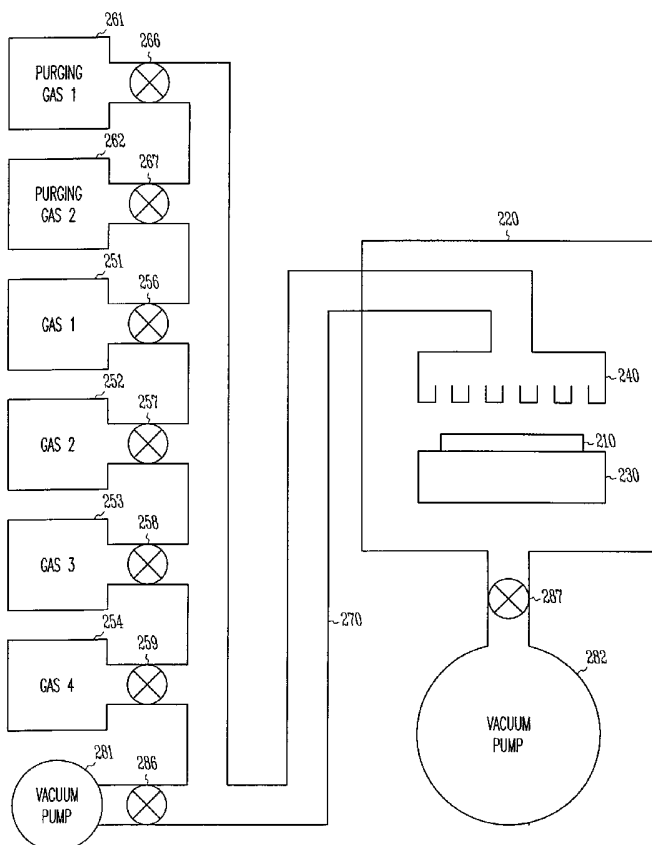 261
266
PURGING
GAS 1
262
267
PURGING
GAS 2
220
251
256
GAS 1
240
252
257
GAS 2
210
230
253
258
GAS 3
287
270
254
259
282
GAS 4
VACUUM
PUMP
281
286
VACUUM
PUMP